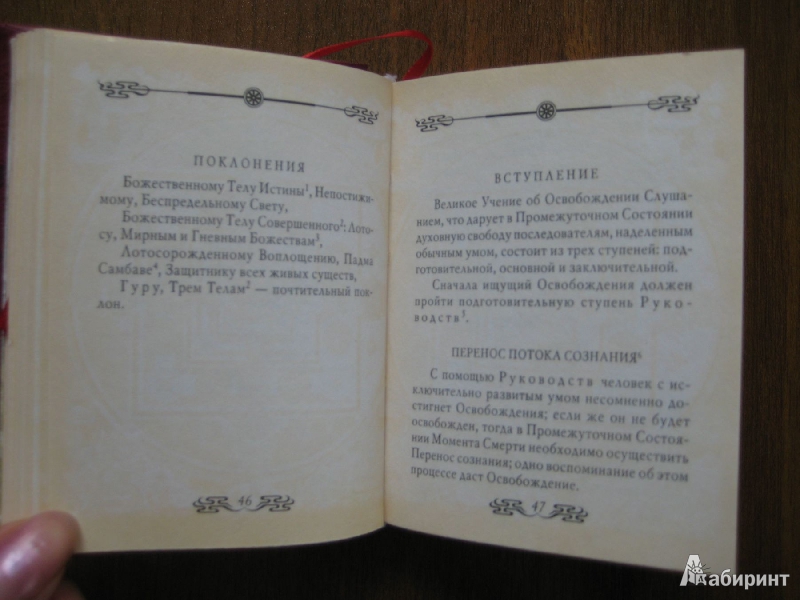 ПОКЛОНЕНИЯ
Божественному Телу Истины¹, Непостижи-
мому, Беспредельному Свету,
Божественному Телу Совершенного²: Лото-
су, Мирным и Гневным Божествам³,
Лотосорожденному Воплощению, Падма
Самбаве⁴, Защитнику всех живых существ,
Гуру, Трем Телам² — почтительный пок-
лон.
46
ВСТУПЛЕНИЕ
Великое Учение об Освобождении Слуша-
нием, что дарует в Промежуточном Состоянии
духовную свободу последователям, наделенным
обычным умом, состоит из трех ступеней: под-
готовительной, основной и заключительной.
Сначала ищущий Освобождения должен
пройти подготовительную ступень Руко-
водств⁵.
ПЕРЕНОС ПОТОКА СОЗНАНИЯ⁶
С помощью Руководств человек с ис-
ключительно развитым умом несомненно до-
стигнет Освобождения; если же он не будет
освобожден, тогда в Промежуточном Состоя-
нии Момента Смерти необходимо осуществить
Перенос сознания; одно воспоминание об этом
процессе даст Освобождение.
47
Лабиринт